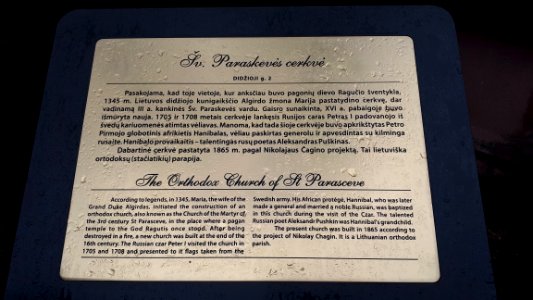 Šv. Paraskevės cerkvė
DIDŽIOJI g. 2
Pasakojama, kad toje vietoje, kur anksčiau buvo pagonių dievo Ragučio šventykla,
1345 m. Lietuvos didžiojo kunigaikščio Algirdo žmona Marija pastatydino cerkvę, dar
vadinamą III a. kankinės Šv. Paraskevės vardu. Gaisro sunaikinta, XVI a. pabaigoje buvo
išmūryta nauja. 1705 ir 1708 metais cerkvėje lankęsis Rusijos caras Petras I padovanojo iš
švedų kariuomenės atimtas vėliavas. Manoma, kad tada šioje cerkvėje buvo apkrikštytas Petro
Pirmojo globotinis afrikietis Hanibalas, vėliau paskirtas generolu ir apvesdintas su kilminga
rusaite. Hanibalo provaikaitis – talentingas rusų poetas Aleksandras Puškinas.
Dabartinė cerkvė pastatyta 1865 m. pagal Nikolajaus Čagino projektą. Tai lietuviška
ortodoksų (stačiatikių) parapija.
The Orthodox Church of St Parasceve
According to legends, in 1345, Maria, the wife of the
Grand Duke Algirdas, initiated the construction of an
orthodox church, also known as the Church of the Martyr of
the 3rd century St Parasceve, in the place where a pagan
temple to the God Ragutis once stood. After being
destroyed in a fire, a new church was built at the end of the
16th century. The Russian czar Peter I visited the church in
1705 and 1708 and presented to it flags taken from the
Swedish army. His African protégé, Hannibal, who was later
made a general and married a noble Russian, was baptized
in this church during the visit of the Czar. The talented
Russian poet Aleksandr Pushkin was Hannibal's grandchild.
The present church was built in 1865 according to
the project of Nikolay Chagin. It is a Lithuanian orthodox
parish.